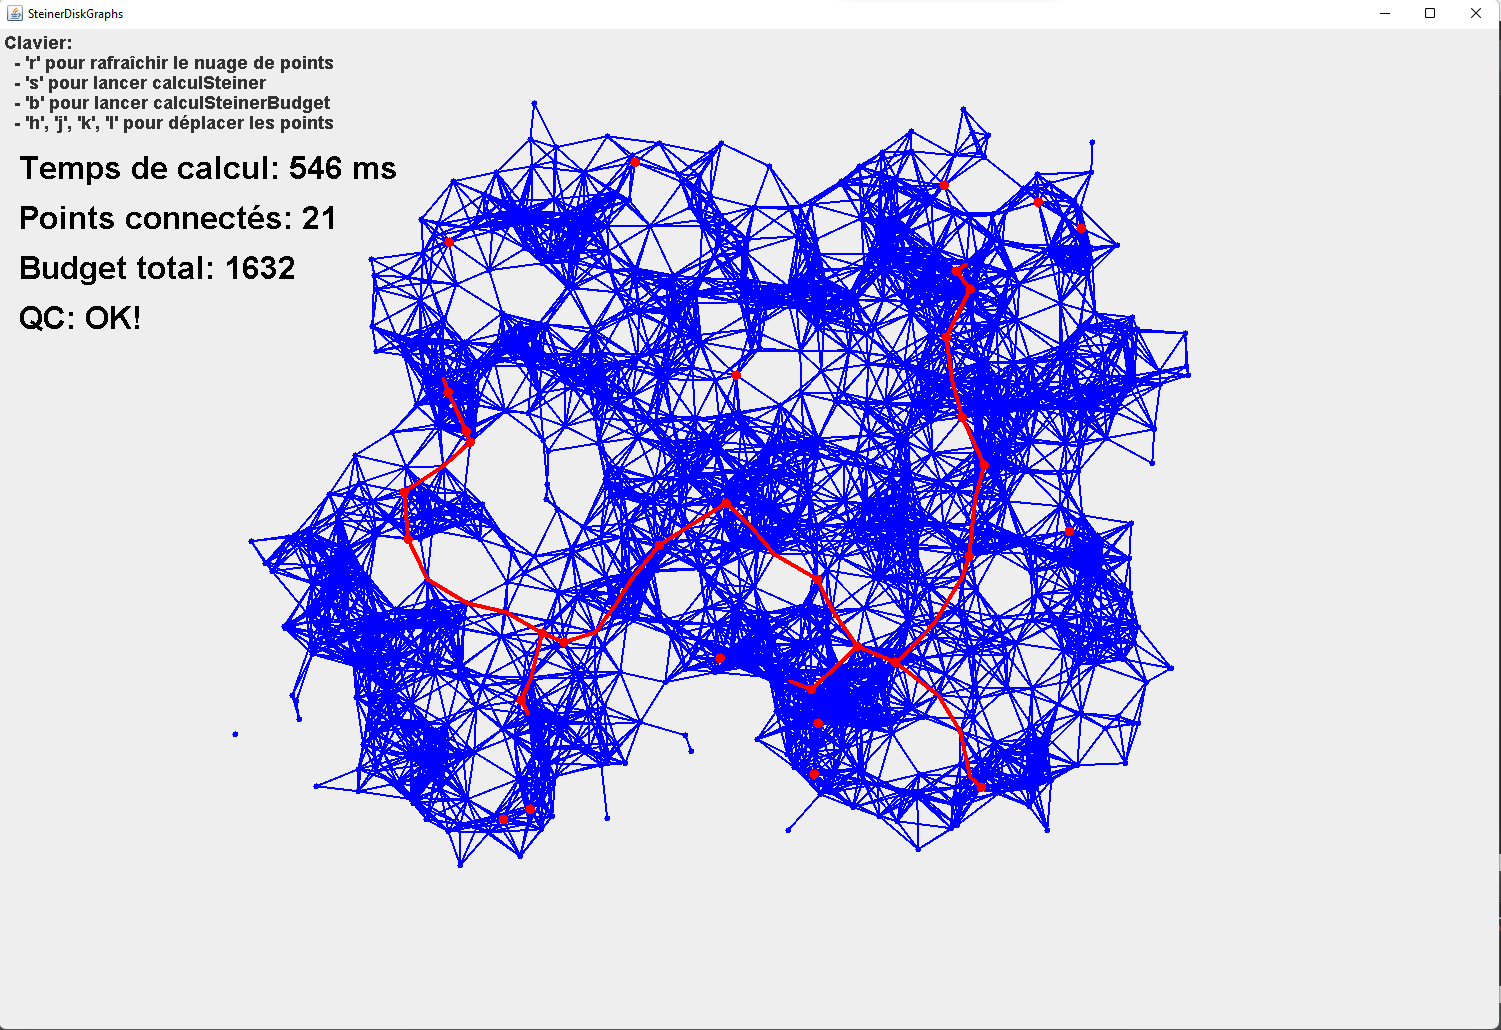 SteinerDiskGraphs
Clavier:
- 'r' pour rafraîchir le nuage de points
- 's' pour lancer calculSteiner
- 'b' pour lancer calculSteinerBudget
- 'h', 'j', 'k', 'l' pour déplacer les points
Temps de calcul: 546 ms
Points connectés: 21
Budget total: 1632
QC: OK!